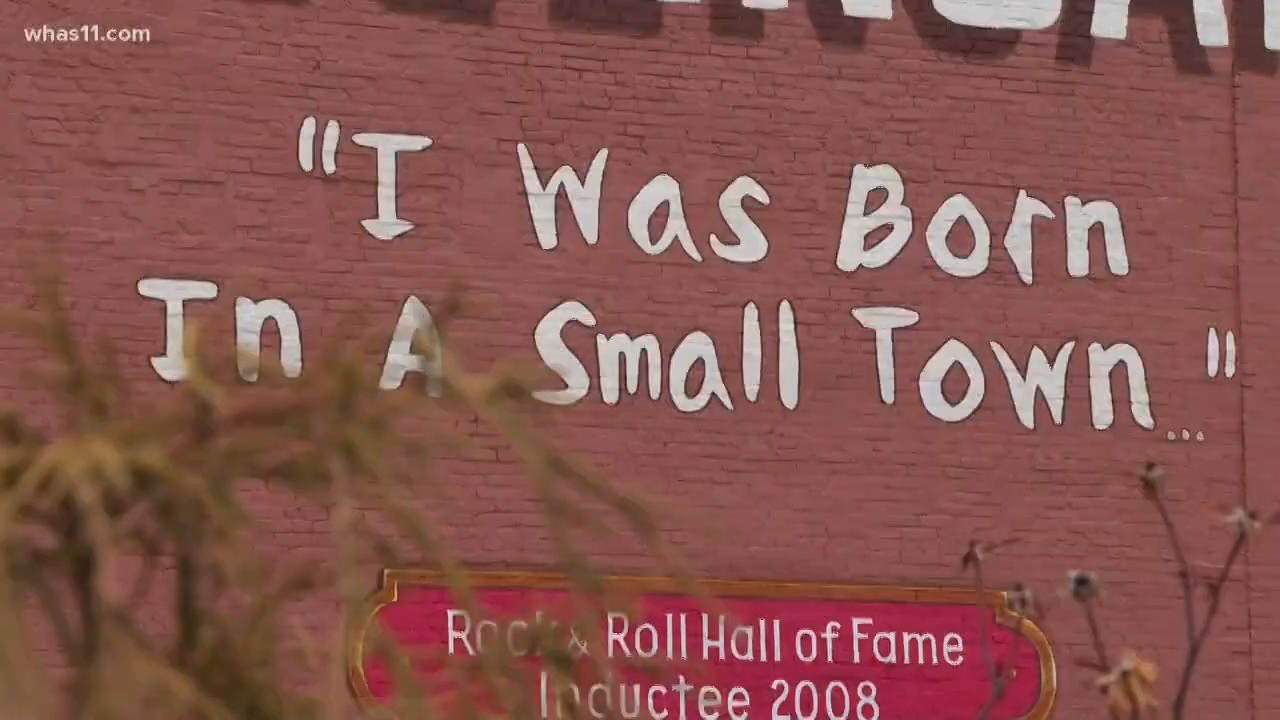 whas11.com
"I Was Born
In A Small Town..."
Rock & Roll Hall of Fame
Inductee 2008